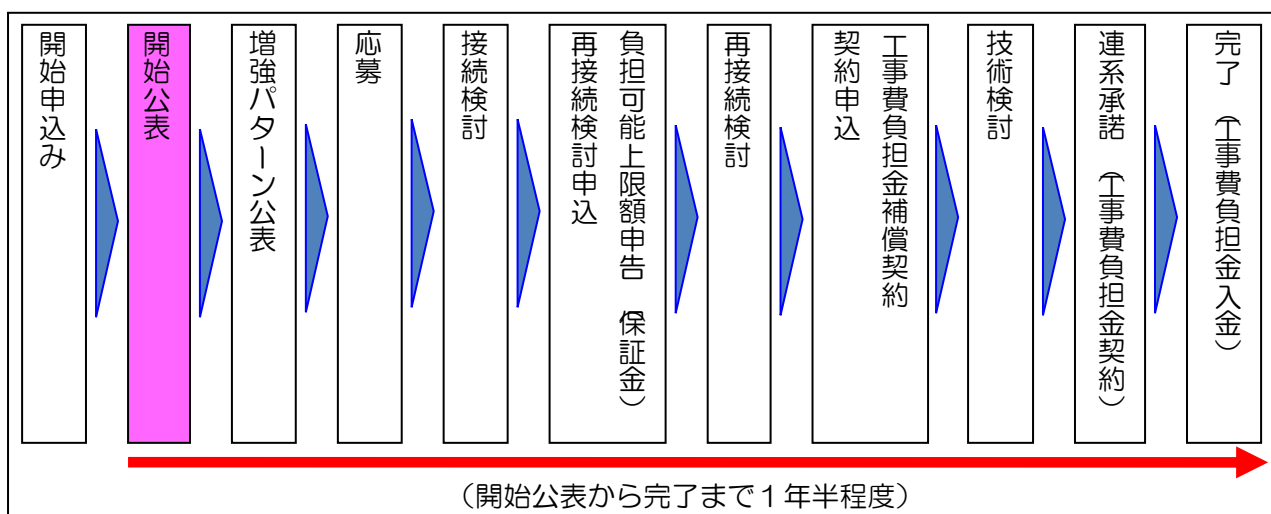 開始申込み
開始公表
増強パターン公表
応募
接続検討
負担可能上限額申告（保証金）
再接続検討申込
再接続検討
工事費負担金補償契約
契約申込
技術検討
連系承諾（工事費負担金契約）
完了（工事費負担金入金）
（開始公表から完了まで１年半程度）